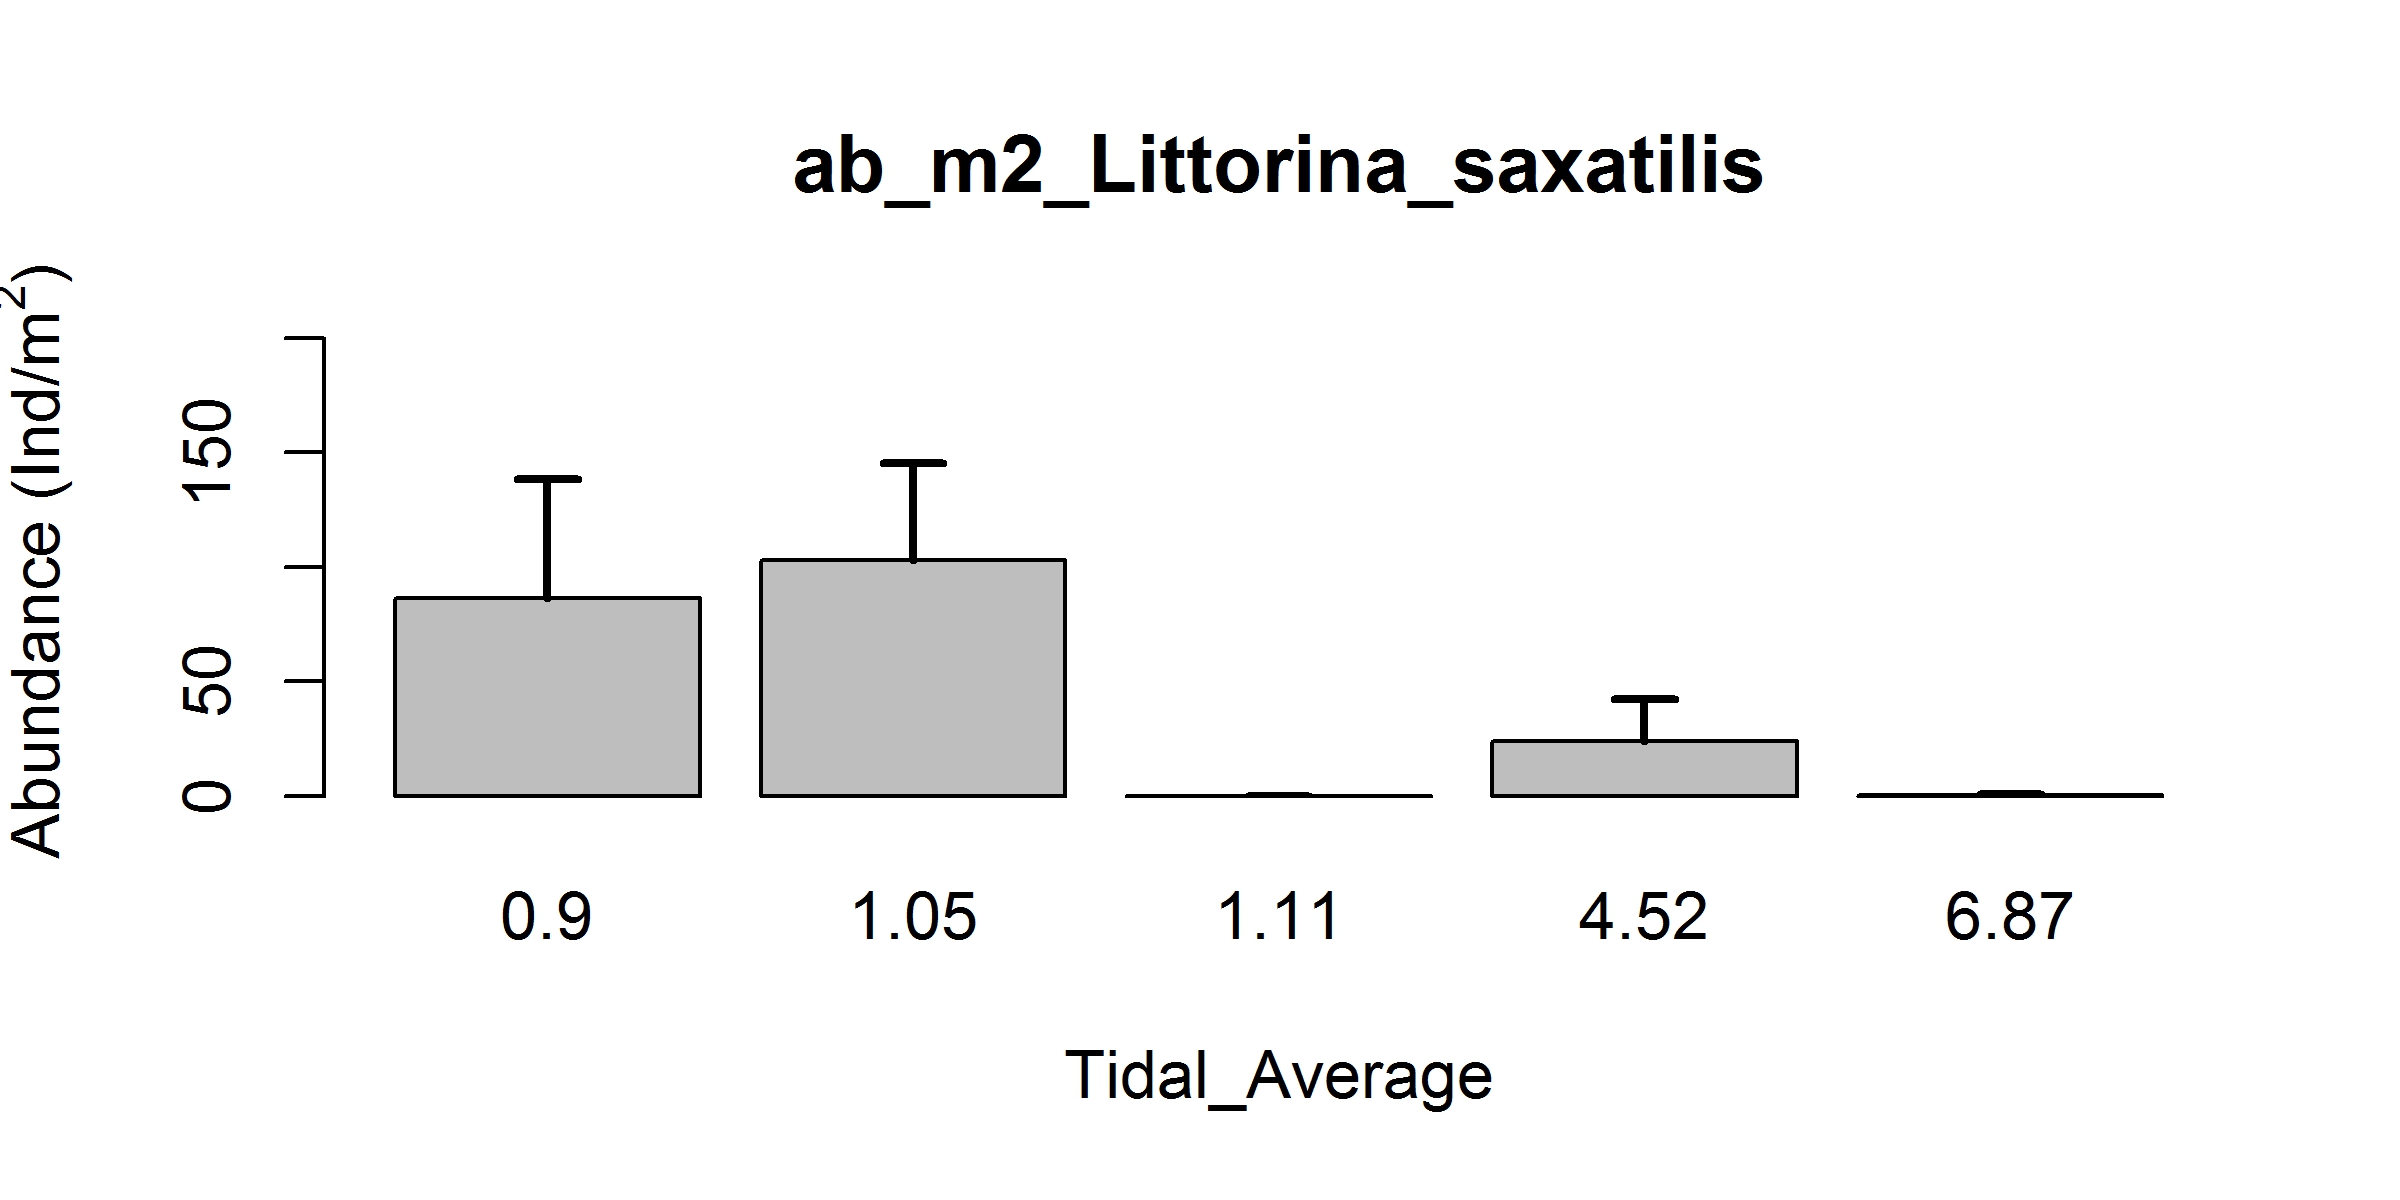 ab_m2_Littorina_saxatilis
Abundance (Ind/m²)
150
50
0
0.9 1.05 1.11 4.52 6.87
Tidal_Average